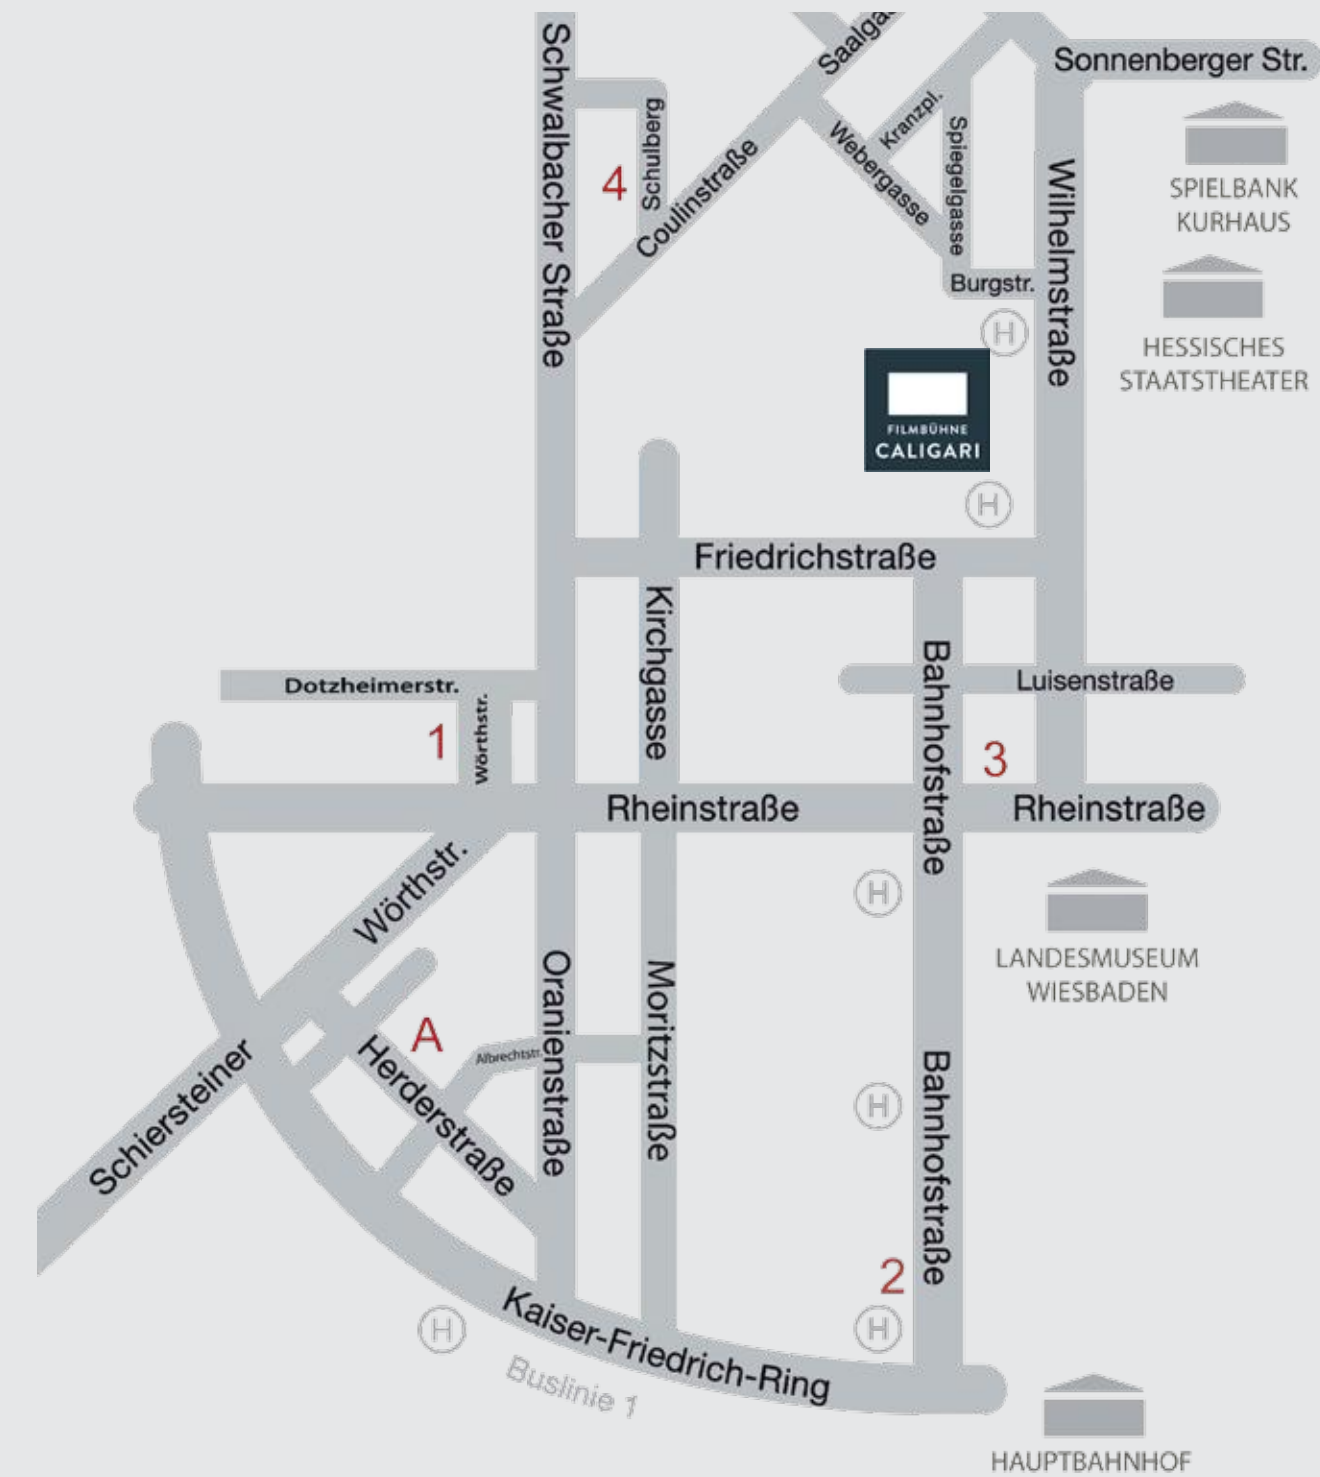 Schwalbacher Straße
Saalga
Sonnenberger Str.
Schulberg
Kranzpl.
Spiegelgasse
Webergasse
4
Coulinstraße
Wilhelmstraße
SPIELBANK
KURHAUS
Burgstr.
H
HESSISCHES
STAATSTHEATER
FILMBÜHNE
CALIGARI
H
Friedrichstraße
Kirchgasse
Bahnhofstraße
Luisenstraße
Dotzheimerstr.
Wörthstr.
1
3
Rheinstraße
Rheinstraße
Wörthstr.
H
LANDESMUSEUM
WIESBADEN
Oranienstraße
Moritzstraße
A
Albrechtstr.
Herderstraße
Schiersteiner
H
Bahnhofstraße
2
H
Kaiser-Friedrich-Ring
H
Buslinie 1
HAUPTBAHNHOF